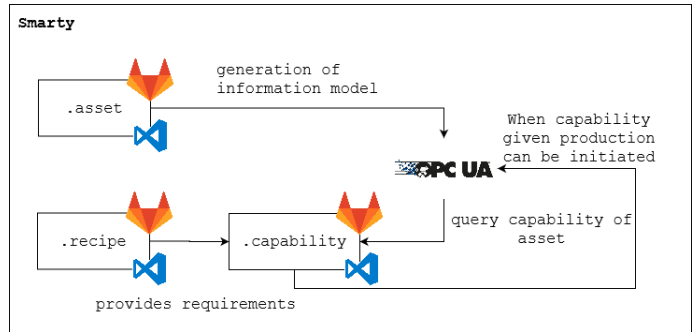 Smarty
generation of
information model
.asset
When capability
given production
can be initiated
OPC UA
.recipe
.capability
query capability of
asset
provides requirements